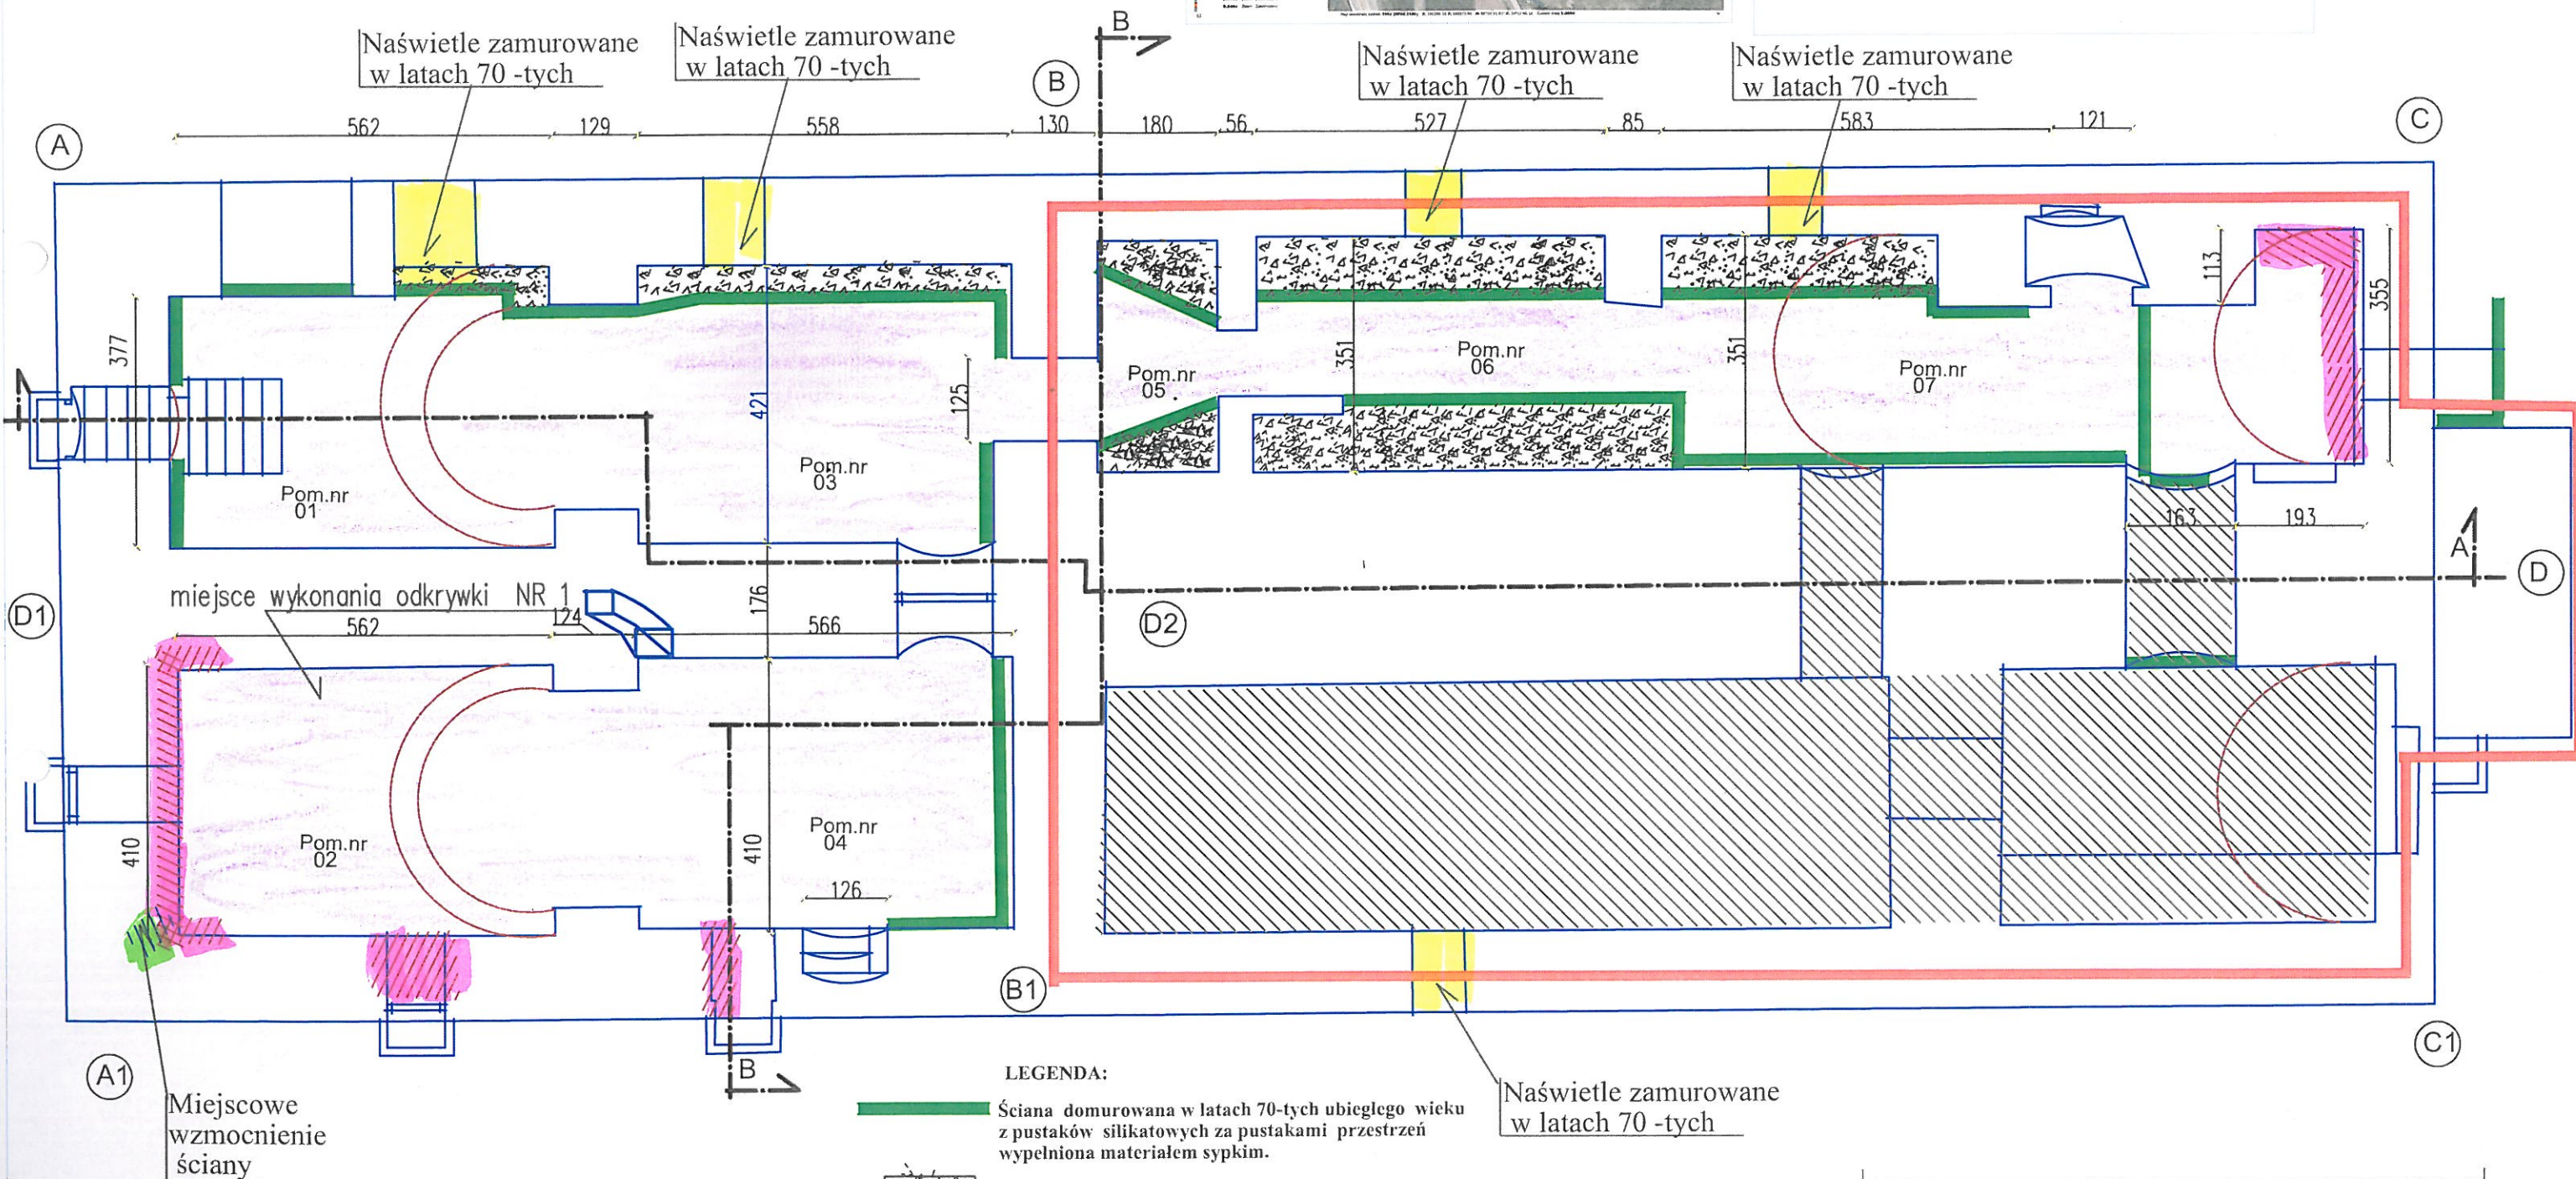 B
Naświetle zamurowane
w latach 70 -tych
Naświetle zamurowane
w latach 70 -tych
Naświetle zamurowane
w latach 70 -tych
Naświetle zamurowane
w latach 70 -tych
A
B
C
562
129
558
130
180
56
527
85
583
121
377
421
125
351
351
113
355
Pom.nr
01
Pom.nr
03
Pom.nr
05
Pom.nr
06
Pom.nr
07
163
193
A
D
D1
D2
miejsce wykonania odkrywki NR 1
562
124
176
566
410
Pom.nr
02
410
Pom.nr
04
126
A1
B1
C1
B
Miejscowe
wzmocnienie
ściany
LEGENDA:
Ściana domurowana w latach 70-tych ubiegłego wieku
z pustaków silikatowych za pustakami przestrzeń
wypełniona materiałem sypkim.
Naświetle zamurowane
w latach 70 -tych